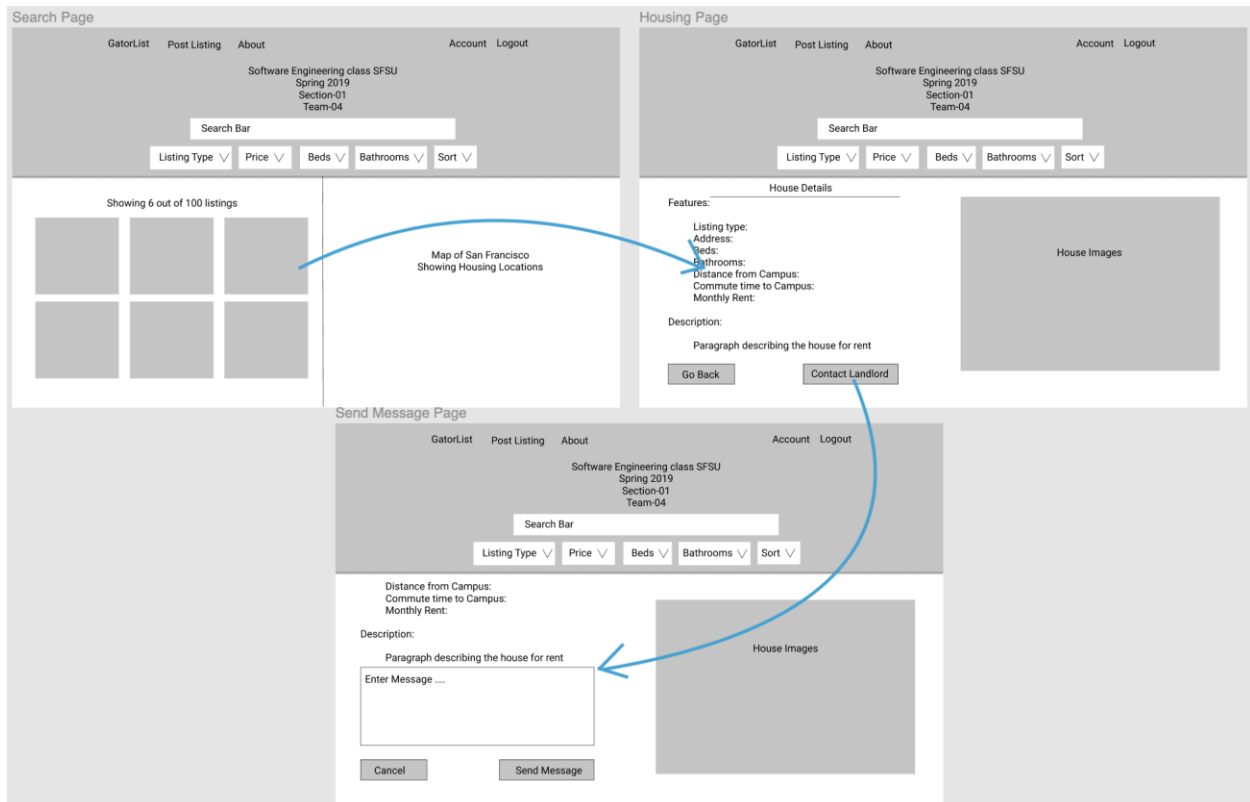 Search Page
GatorList Post Listing About Account Logout
Software Engineering class SFSU
Spring 2019
Section-01
Team-04
Search Bar
Listing Type Price Beds Bathrooms Sort
Showing 6 out of 100 listings
Map of San Francisco
Showing Housing Locations
Housing Page
GatorList Post Listing About Account Logout
Software Engineering class SFSU
Spring 2019
Section-01
Team-04
Search Bar
Listing Type Price Beds Bathrooms Sort
House Details
Features:
Listing type:
Address:
Beds:
Bathrooms:
Distance from Campus:
Commute time to Campus:
Monthly Rent:
Description:
Paragraph describing the house for rent
Go Back Contact Landlord
House Images
Send Message Page
GatorList Post Listing About Account Logout
Software Engineering class SFSU
Spring 2019
Section-01
Team-04
Search Bar
Listing Type Price Beds Bathrooms Sort
Distance from Campus:
Commute time to Campus:
Monthly Rent:
Description:
Paragraph describing the house for rent
Enter Message ....
Cancel Send Message
House Images